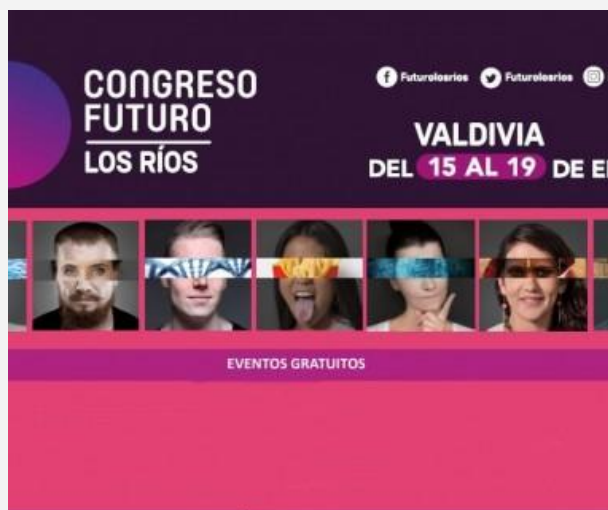 CONGRESO
FUTURO
LOS RÍOS
Futurolosrios Futurolosrios
VALDIVIA
DEL 15 AL 19 DE
EVENTOS GRATUITOS